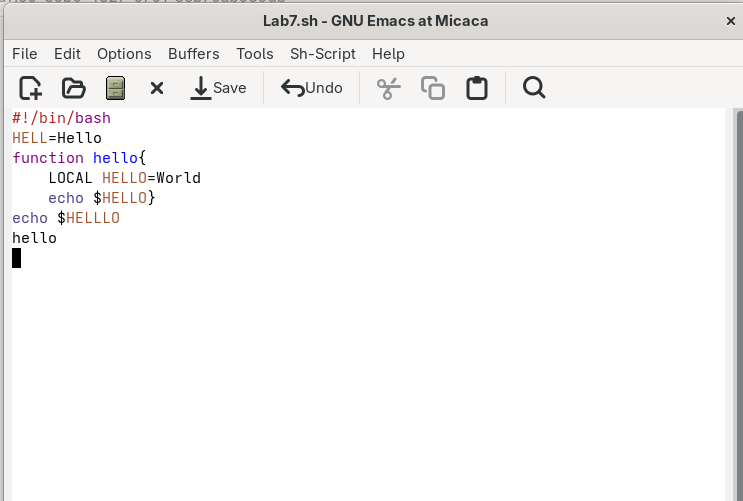 Lab7.sh - GNU Emacs at Micaca
File Edit Options Buffers Tools Sh-Script Help
Save Undo
#!/bin/bash
HELL=Hello
function hello{
    LOCAL HELLO=World
    echo $HELLO}
echo $HELLLO
hello